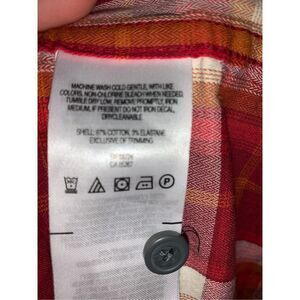 MACHINE WASH COLD GENTLE, WITH LIKE
COLORS, NON-CHLORINE BLEACH WHEN NEEDED,
TUMBLE DRY LOW, REMOVE PROMPTLY, IRON
MEDIUM, IF PRESENT DO NOT IRON DECAL,
DRYCLEANABLE
SHELL: 97% COTTON, 3% ELASTANE
EXCLUSIVE OF TRIMMING